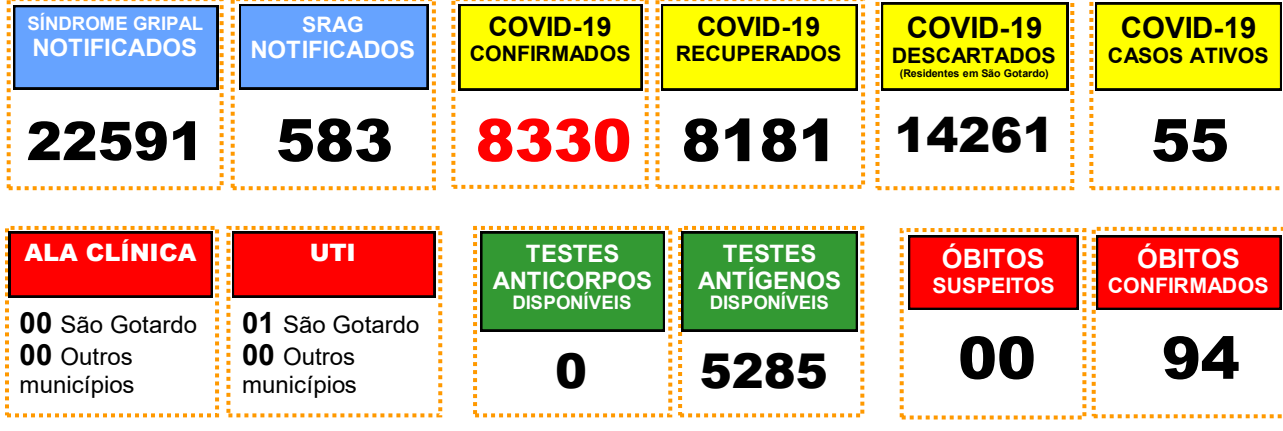 SÍNDROME GRIPAL
NOTIFICADOS
22591
SRAG
NOTIFICADOS
583
COVID-19
CONFIRMADOS
8330
COVID-19
RECUPERADOS
8181
COVID-19
DESCARTADOS
(Residentes em São Gotardo)
14261
COVID-19
CASOS ATIVOS
55
ALA CLÍNICA
00 São Gotardo
00 Outros
municípios
UTI
01 São Gotardo
00 Outros
municípios
TESTES
ANTICORPOS
DISPONÍVEIS
0
TESTES
ANTÍGENOS
DISPONÍVEIS
5285
ÓBITOS
SUSPEITOS
00
ÓBITOS
CONFIRMADOS
94